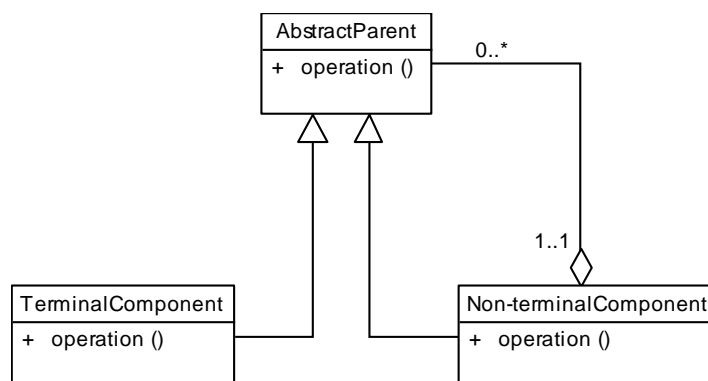 AbstractParent
+ operation ()
0..*
1..1
TerminalComponent
+ operation ()
Non-terminalComponent
+ operation ()